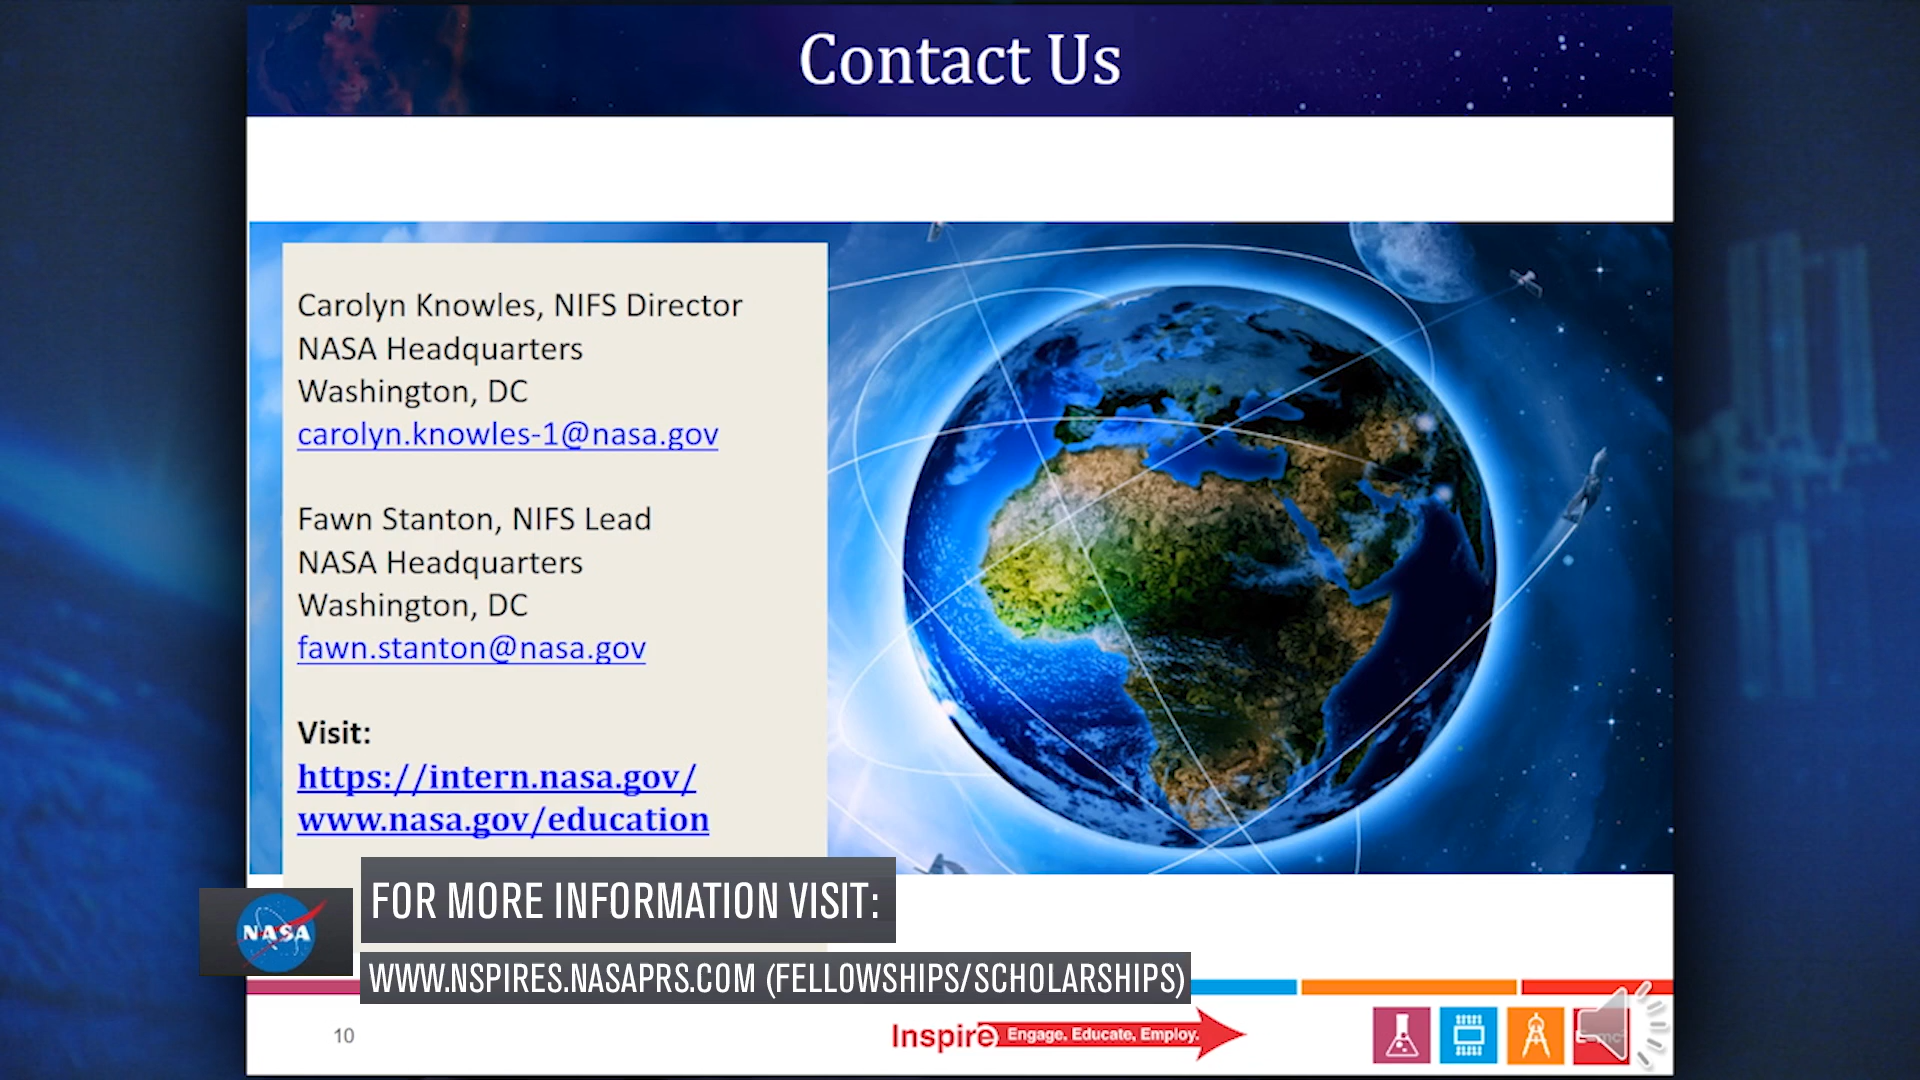 Contact Us
Carolyn Knowles, NIFS Director
NASA Headquarters
Washington, DC
carolyn.knowles-1@nasa.gov
Fawn Stanton, NIFS Lead
NASA Headquarters
Washington, DC
fawn.stanton@nasa.gov
Visit:
https://intern.nasa.gov/
www.nasa.gov/education
FOR MORE INFORMATION VISIT:
NASA
WWW.NSPIRES.NASAPRS.COM (FELLOWSHIPS/SCHOLARSHIPS)
10
Inspire Engage. Educate. Employ.